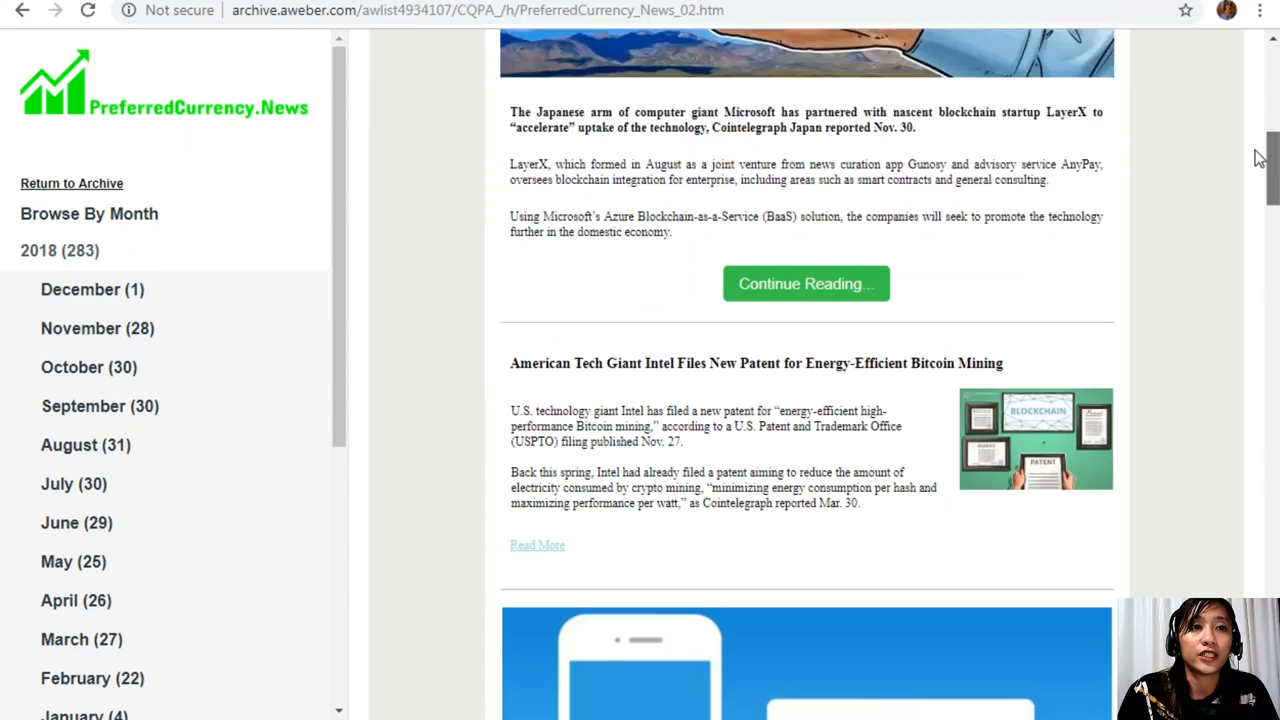 Not secure
archive.aweber.com/awlist4934107/CQPA_/h/PreferredCurrency_News_02.htm
PreferredCurrency.News
Return to Archive
Browse By Month
2018 (283)
December (1)
November (28)
October (30)
September (30)
August (31)
July (30)
June (29)
May (25)
April (26)
March (27)
February (22)
January (4)
The Japanese arm of computer giant Microsoft has partnered with nascent blockchain startup LayerX to
“accelerate” uptake of the technology, Cointelegraph Japan reported Nov. 30.
LayerX, which formed in August as a joint venture from news curation app Gunosy and advisory service AnyPay,
oversees blockchain integration for enterprise, including areas such as smart contracts and general consulting.
Using Microsoft’s Azure Blockchain-as-a-Service (BaaS) solution, the companies will seek to promote the technology
further in the domestic economy.
Continue Reading...
American Tech Giant Intel Files New Patent for Energy-Efficient Bitcoin Mining
U.S. technology giant Intel has filed a new patent for “energy-efficient high-
performance Bitcoin mining,” according to a U.S. Patent and Trademark Office
(USPTO) filing published Nov. 27.
Back this spring, Intel had already filed a patent aiming to reduce the amount of
electricity consumed by crypto mining, “minimizing energy consumption per hash and
maximizing performance per watt,” as Cointelegraph reported Mar. 30.
Read More
BLOCKCHAIN
PATENT